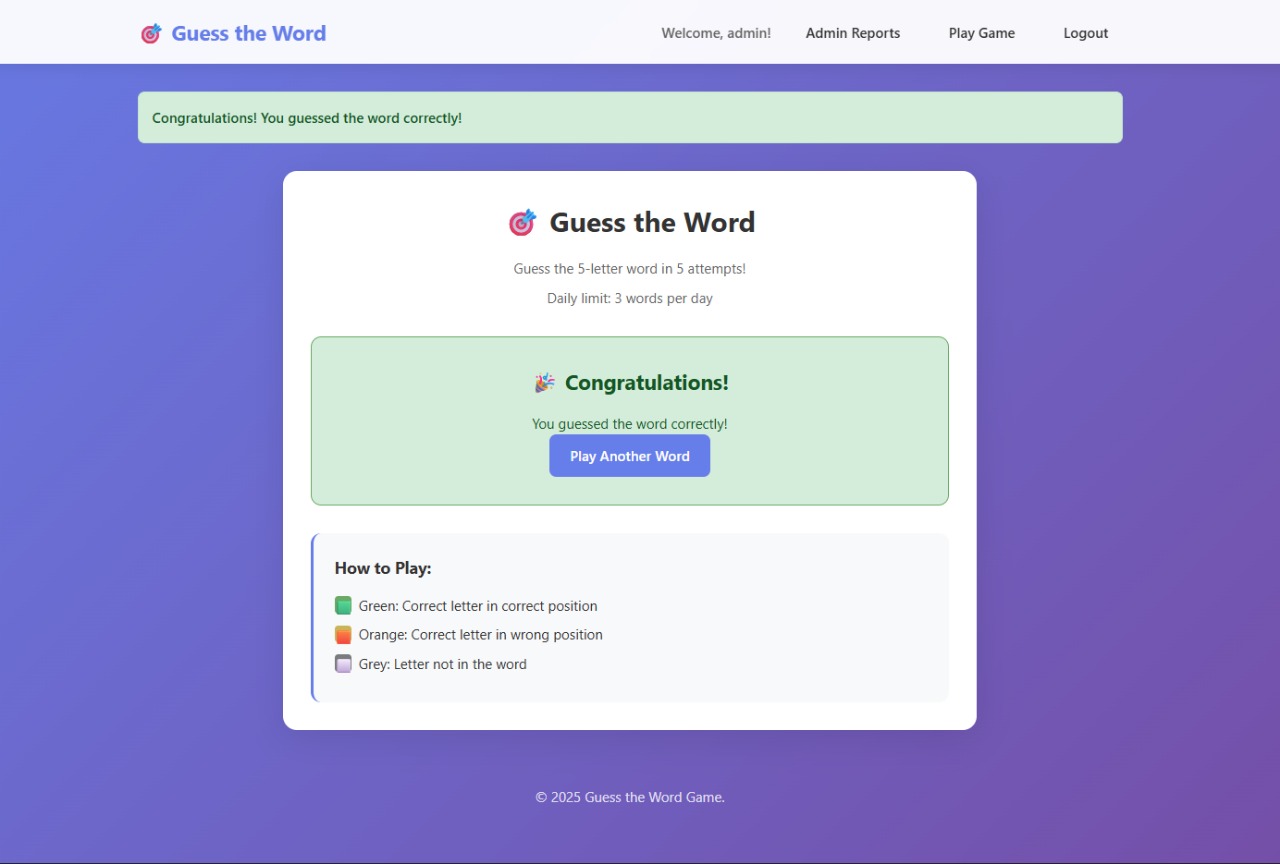 🎯 Guess the Word
Welcome, admin! Admin Reports Play Game Logout
Congratulations! You guessed the word correctly!
🎯 Guess the Word
Guess the 5-letter word in 5 attempts!
Daily limit: 3 words per day
🎉 Congratulations!
You guessed the word correctly!
Play Another Word
How to Play:
Green: Correct letter in correct position
Orange: Correct letter in wrong position
Grey: Letter not in the word
© 2025 Guess the Word Game.